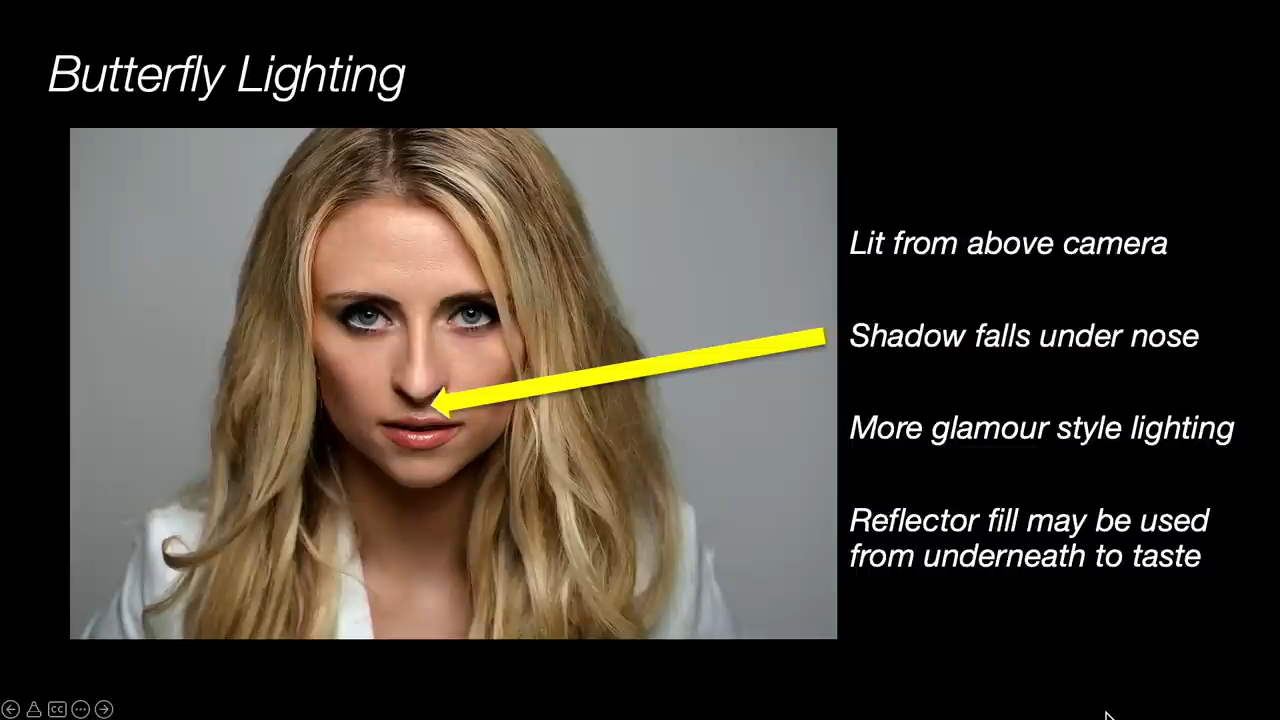 Butterfly Lighting
Lit from above camera
Shadow falls under nose
More glamour style lighting
Reflector fill may be used
from underneath to taste
CC